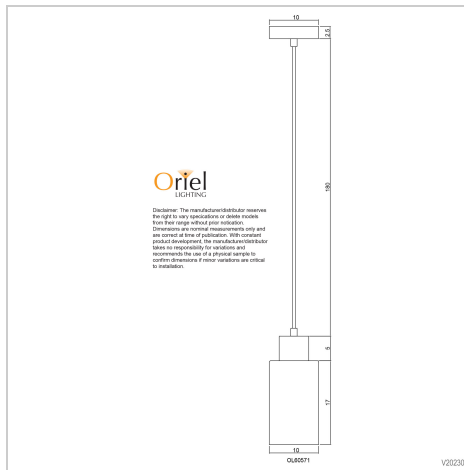 10
2.5
180
Oriel
LIGHTING
Disclaimer: The manufacturer/distributor reserves
the right to vary specications or delete models
from their range without prior notication.
Dimensions are nominal measurements only and
are correct at time of publication. With constant
product development, the manufacturer/distributor
takes no responsibility for variations and
recommends the use of a physical sample to
confirm dimensions if minor variations are critical
to installation.
5
17
10
OL60571
V20230